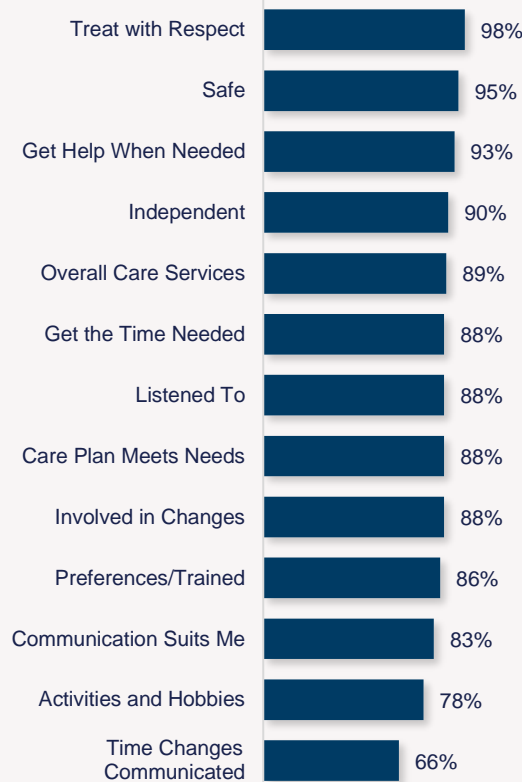 Treat with Respect 98%
Safe 95%
Get Help When Needed 93%
Independent 90%
Overall Care Services 89%
Get the Time Needed 88%
Listened To 88%
Care Plan Meets Needs 88%
Involved in Changes 88%
Preferences/Trained 86%
Communication Suits Me 83%
Activities and Hobbies 78%
Time Changes
Communicated 66%